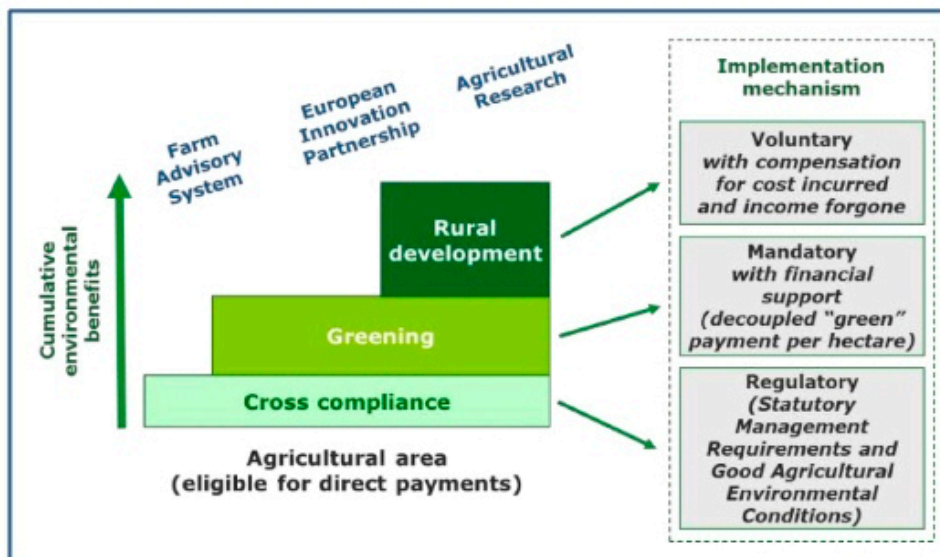 Farm
Advisory
System
European
Innovation
Partnership
Agricultural
Research
Cumulative
environmental
benefits
Rural
development
Greening
Cross compliance
Agricultural area
(eligible for direct payments)
Implementation
mechanism
Voluntary
with compensation
for cost incurred
and income forgone
Mandatory
with financial
support
(decoupled “green”
payment per hectare)
Regulatory
(Statutory
Management
Requirements and
Good Agricultural
Environmental
Conditions)